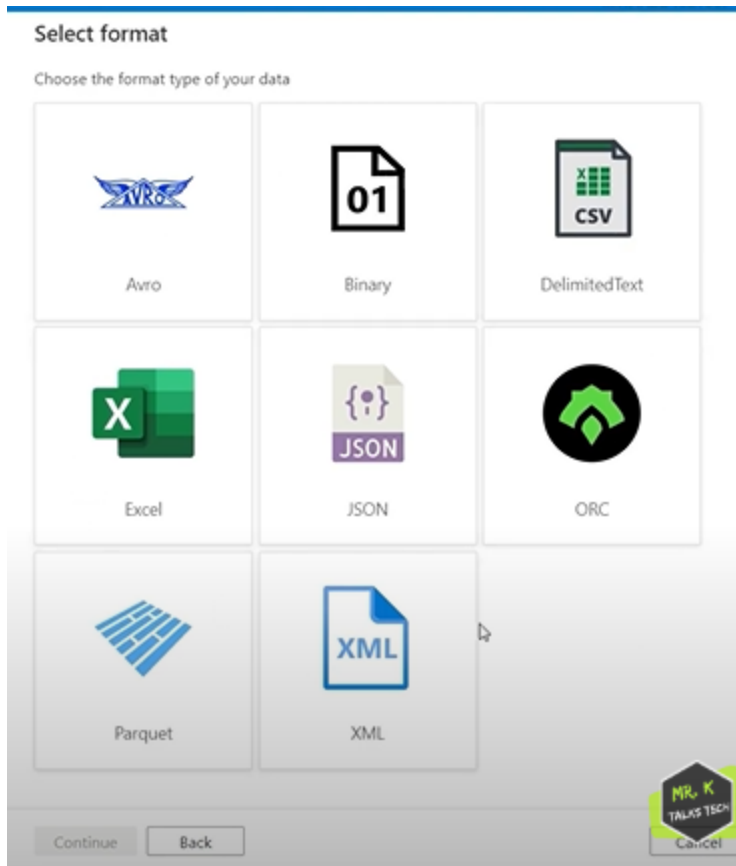 Select format
Choose the format type of your data
AVRO
01
X
CSV
Avro
Binary
DelimitedText
X
{ }
JSON
Excel
JSON
ORC
XML
Parquet
XML
MR. K
TALKS TECH
Continue
Back
Cancel